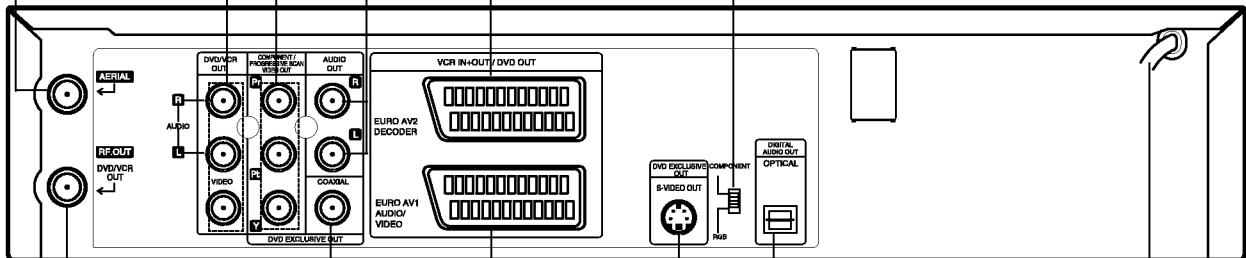 AERIAL
RF.OUT
DVD/VCR
OUT
DVD/VCR
OUT
R
AUDIO
L
VIDEO
COMPONENT /
PROGRESSIVE SCAN
VIDEO OUT
Pr
Pb
Y
AUDIO
OUT
R
L
COAXIAL
DVD EXCLUSIVE OUT
VCR IN+OUT / DVD OUT
EURO AV2
DECODER
EURO AV1
AUDIO/
VIDEO
DVD EXCLUSIVE
OUT
S-VIDEO OUT
COMPONENT
RGB
DIGITAL
AUDIO OUT
OPTICAL